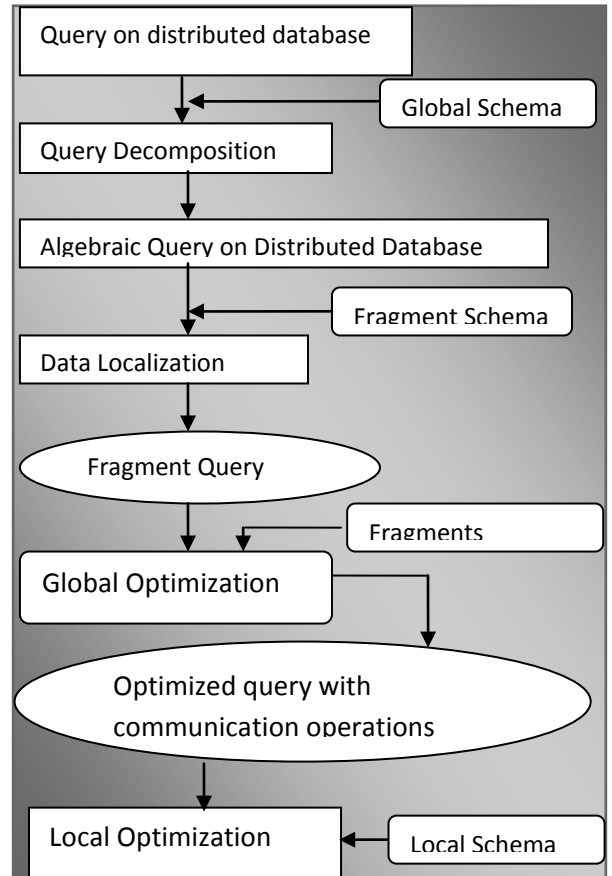 Query on distributed database
Global Schema
Query Decomposition
Algebraic Query on Distributed Database
Fragment Schema
Data Localization
Fragment Query
Fragments
Global Optimization
Optimized query with
communication operations
Local Optimization
Local Schema